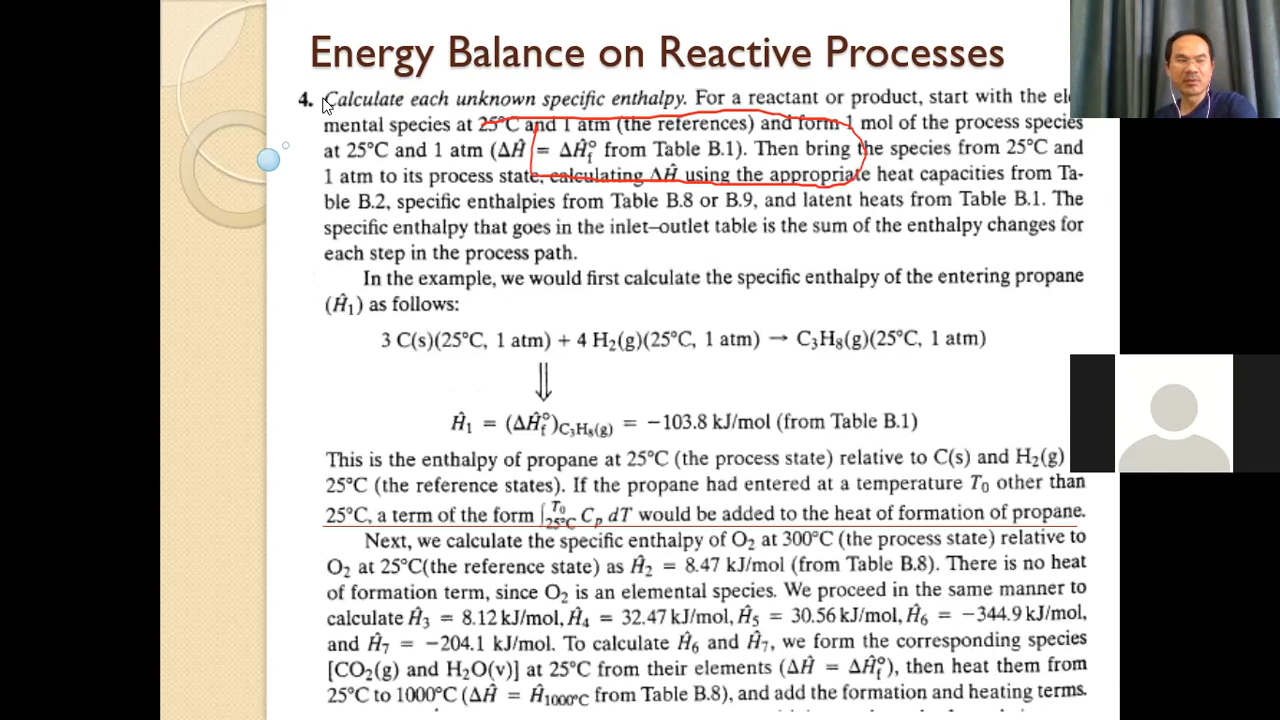 Energy Balance on Reactive Processes
4. Calculate each unknown specific enthalpy. For a reactant or product, start with the el
mental species at 25°C and 1 atm (the references) and form 1 mol of the process species
at 25°C and 1 atm (ΔĤ = ΔĤ°f from Table B.1). Then bring the species from 25°C and
1 atm to its process state, calculating ΔĤ using the appropriate heat capacities from Ta-
ble B.2, specific enthalpies from Table B.8 or B.9, and latent heats from Table B.1. The
specific enthalpy that goes in the inlet–outlet table is the sum of the enthalpy changes for
each step in the process path.
In the example, we would first calculate the specific enthalpy of the entering propane
(Ĥ₁) as follows:
3 C(s)(25°C, 1 atm) + 4 H₂(g)(25°C, 1 atm) → C₃H₈(g)(25°C, 1 atm)
⇓
Ĥ₁ = (ΔĤ°f)C₃H₈(g) = −103.8 kJ/mol (from Table B.1)
This is the enthalpy of propane at 25°C (the process state) relative to C(s) and H₂(g)
25°C (the reference states). If the propane had entered at a temperature T₀ other than
25°C, a term of the form ∫25°C^T₀ Cp dT would be added to the heat of formation of propane.
Next, we calculate the specific enthalpy of O₂ at 300°C (the process state) relative to
O₂ at 25°C(the reference state) as Ĥ₂ = 8.47 kJ/mol (from Table B.8). There is no heat
of formation term, since O₂ is an elemental species. We proceed in the same manner to
calculate Ĥ₃ = 8.12 kJ/mol, Ĥ₄ = 32.47 kJ/mol, Ĥ₅ = 30.56 kJ/mol, Ĥ₆ = −344.9 kJ/mol,
and Ĥ₇ = −204.1 kJ/mol. To calculate Ĥ₆ and Ĥ₇, we form the corresponding species
[CO₂(g) and H₂O(v)] at 25°C from their elements (ΔĤ = ΔĤ°f), then heat them from
25°C to 1000°C (ΔĤ = Ĥ1000°C from Table B.8), and add the formation and heating terms.